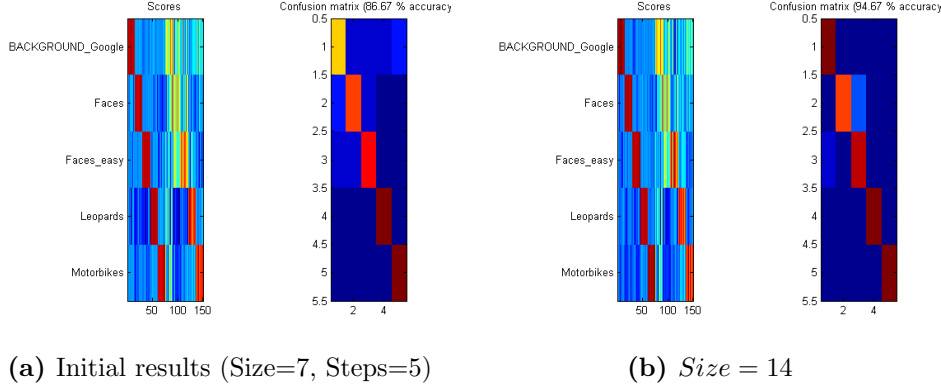 Scores
Confusion matrix (86.67 % accuracy
BACKGROUND_Google
Faces
Faces_easy
Leopards
Motorbikes
50 100 150
0.5
1
1.5
2
2.5
3
3.5
4
4.5
5
5.5
2 4
Scores
Confusion matrix (94.67 % accuracy
BACKGROUND_Google
Faces
Faces_easy
Leopards
Motorbikes
50 100 150
0.5
1
1.5
2
2.5
3
3.5
4
4.5
5
5.5
2 4
(a) Initial results (Size=7, Steps=5)
(b) Size = 14